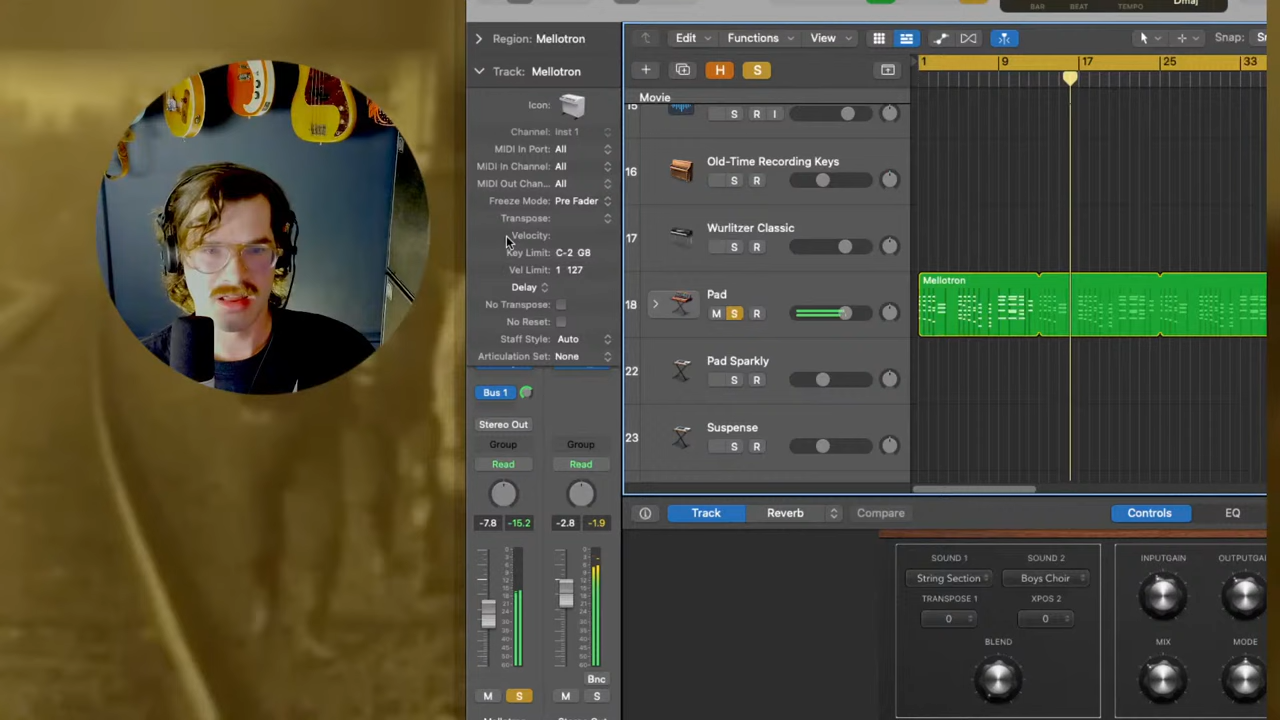 BAR BEAT TEMPO
Dmaj
Region: Mellotron
Track: Mellotron
Icon:
Channel: Inst 1
MIDI In Port: All
MIDI In Channel: All
MIDI Out Chan... All
Freeze Mode: Pre Fader
Transpose:
Velocity:
Key Limit: C-2 G8
Vel Limit: 1 127
Delay
No Transpose:
No Reset:
Staff Style: Auto
Articulation Set: None
Bus 1
Stereo Out
Group Group
Read Read
-7.8 -15.2 -2.8 -1.9
Bnc
M S M S
Edit Functions View Snap:
+ H S
1 9 17 25 33
Movie
15 S R I
16 Old-Time Recording Keys
S R
17 Wurlitzer Classic
S R
18 Pad
M S R
Mellotron
22 Pad Sparkly
S R
23 Suspense
S R
Track Reverb Compare Controls EQ
SOUND 1 SOUND 2
String Section Boys Choir
TRANSPOSE 1 XPOS 2
0 0
BLEND
INPUTGAIN
MIX MODE